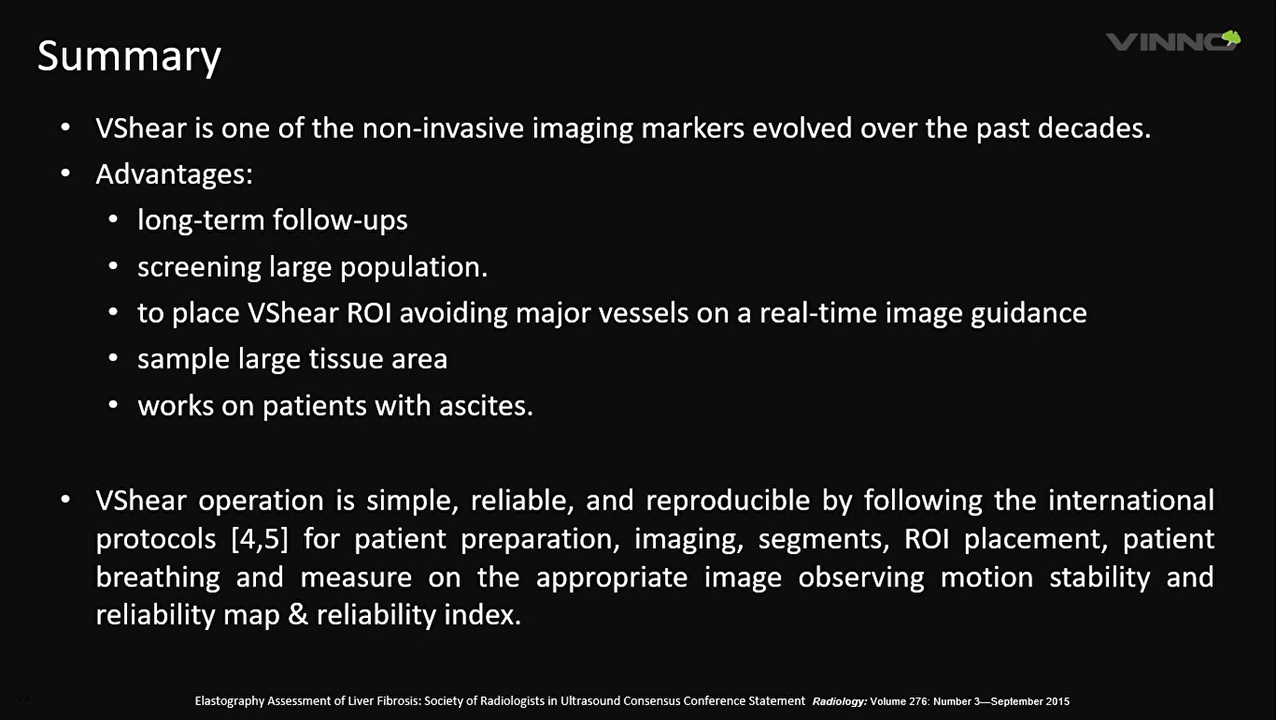 Summary
VINNO
• VShear is one of the non-invasive imaging markers evolved over the past decades.
• Advantages:
• long-term follow-ups
• screening large population.
• to place VShear ROI avoiding major vessels on a real-time image guidance
• sample large tissue area
• works on patients with ascites.
• VShear operation is simple, reliable, and reproducible by following the international
protocols [4,5] for patient preparation, imaging, segments, ROI placement, patient
breathing and measure on the appropriate image observing motion stability and
reliability map & reliability index.
Elastography Assessment of Liver Fibrosis: Society of Radiologists in Ultrasound Consensus Conference Statement Radiology: Volume 276: Number 3—September 2015